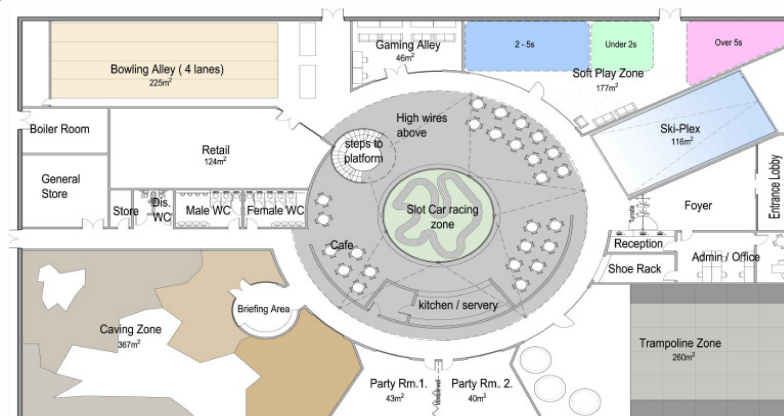 Bowling Alley ( 4 lanes)
225m²
Gaming Alley
46m²
2 - 5s
Under 2s
Over 5s
Soft Play Zone
177m²
Boiler Room
Retail
124m²
High wires
above
steps to
platform
Ski-Plex
116m²
General
Store
Store
Dis.
WC
Male WC
Female WC
Slot Car racing
zone
Foyer
Entrance Lobby
Cafe
Reception
Shoe Rack
Admin / Office
Briefing Area
kitchen / servery
Caving Zone
367m²
Trampoline Zone
260m²
Party Rm.1.
43m²
Party Rm. 2.
40m²